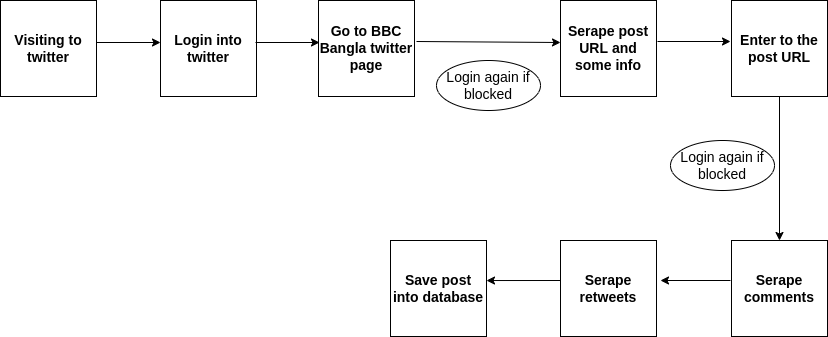 Visiting to
twitter
Login into
twitter
Go to BBC
Bangla twitter
page
Login again if
blocked
Serape post
URL and
some info
Enter to the
post URL
Login again if
blocked
Serape
comments
Serape
retweets
Save post
into database